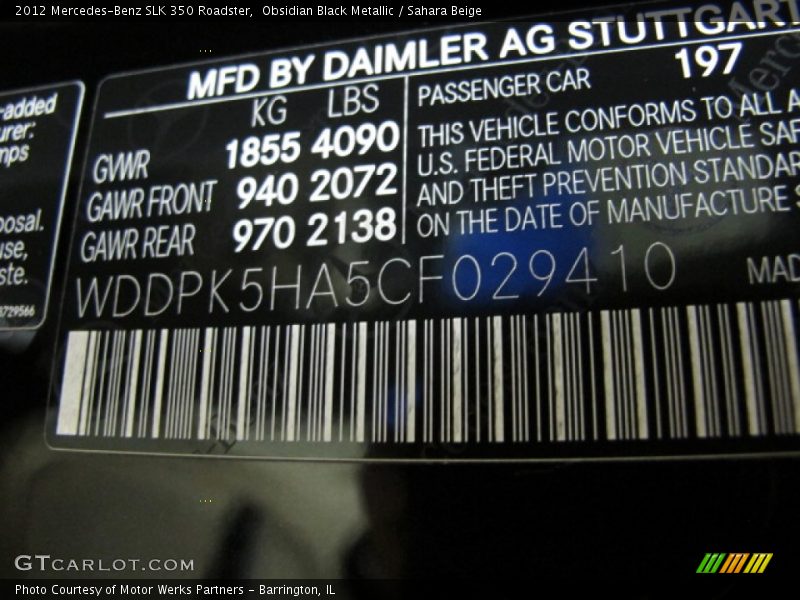 2012 Mercedes-Benz SLK 350 Roadster,  Obsidian Black Metallic / Sahara Beige
MFD BY DAIMLER AG STUTTGART
KG LBS
GWR 1855 4090
GAWR FRONT 940 2072
GAWR REAR 970 2138
PASSENGER CAR 197
THIS VEHICLE CONFORMS TO ALL A
U.S. FEDERAL MOTOR VEHICLE SAF
AND THEFT PREVENTION STANDAR
ON THE DATE OF MANUFACTURE S
WDDPK5HA5CF029410 MAD
-added
urer:
mps
posal.
use,
ste.
8729566
GTCARLOT.COM
Photo Courtesy of Motor Werks Partners - Barrington, IL